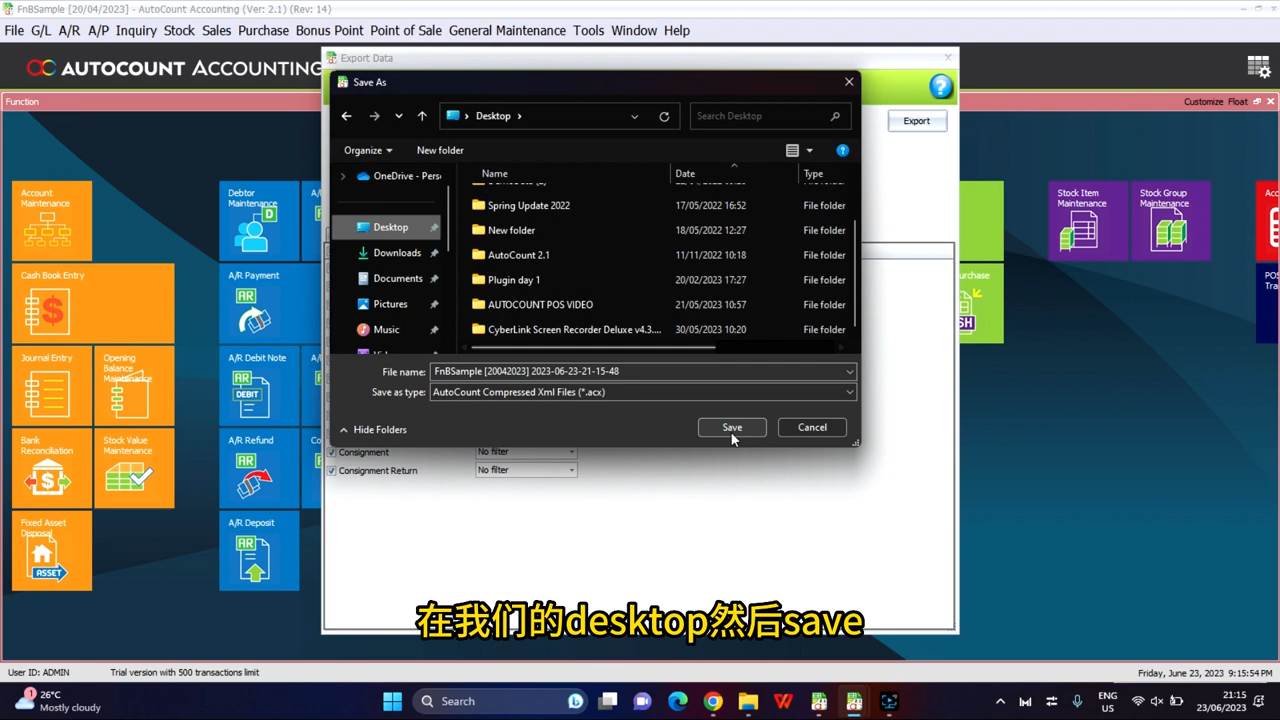 FnBSample [20/04/2023] - AutoCount Accounting (Ver: 2.1) (Rev: 14)
File G/L A/R A/P Inquiry Stock Sales Purchase Bonus Point Point of Sale General Maintenance Tools Window Help
AUTOCOUNT ACCOUNTING
Export Data
Function
Customize Float
Save As
Desktop
Search Desktop
Export
Organize
New folder
Name
Date
Type
OneDrive - Pers
Desktop
Downloads
Documents
Pictures
Music
Spring Update 2022 17/05/2022 16:52 File folder
New folder 18/05/2022 12:27 File folder
AutoCount 2.1 11/11/2022 10:18 File folder
Plugin day 1 20/02/2023 17:27 File folder
AUTOCOUNT POS VIDEO 21/05/2023 10:57 File folder
CyberLink Screen Recorder Deluxe v4.3.... 30/05/2023 10:20 File folder
File name: FnBSample [20042023] 2023-06-23-21-15-48
Save as type: AutoCount Compressed Xml Files (*.acx)
Hide Folders
Save
Cancel
Consignment No filter
Consignment Return No filter
Account
Maintenance
Debtor
Maintenance
Stock Item
Maintenance
Stock Group
Maintenance
Cash Book Entry
A/R Payment
Journal Entry
Opening
Balance
Maintenance
A/R Debit Note
Bank
Reconciliation
Stock Value
Maintenance
A/R Refund
Fixed Asset
Disposal
A/R Deposit
AR
AR
DEBIT
AR
AR
ASSET
在我们的desktop然后save
User ID: ADMIN
Trial version with 500 transactions limit
Friday, June 23, 2023 9:15:54 PM
26°C
Mostly cloudy
Search
ENG
US
21:15
23/06/2023